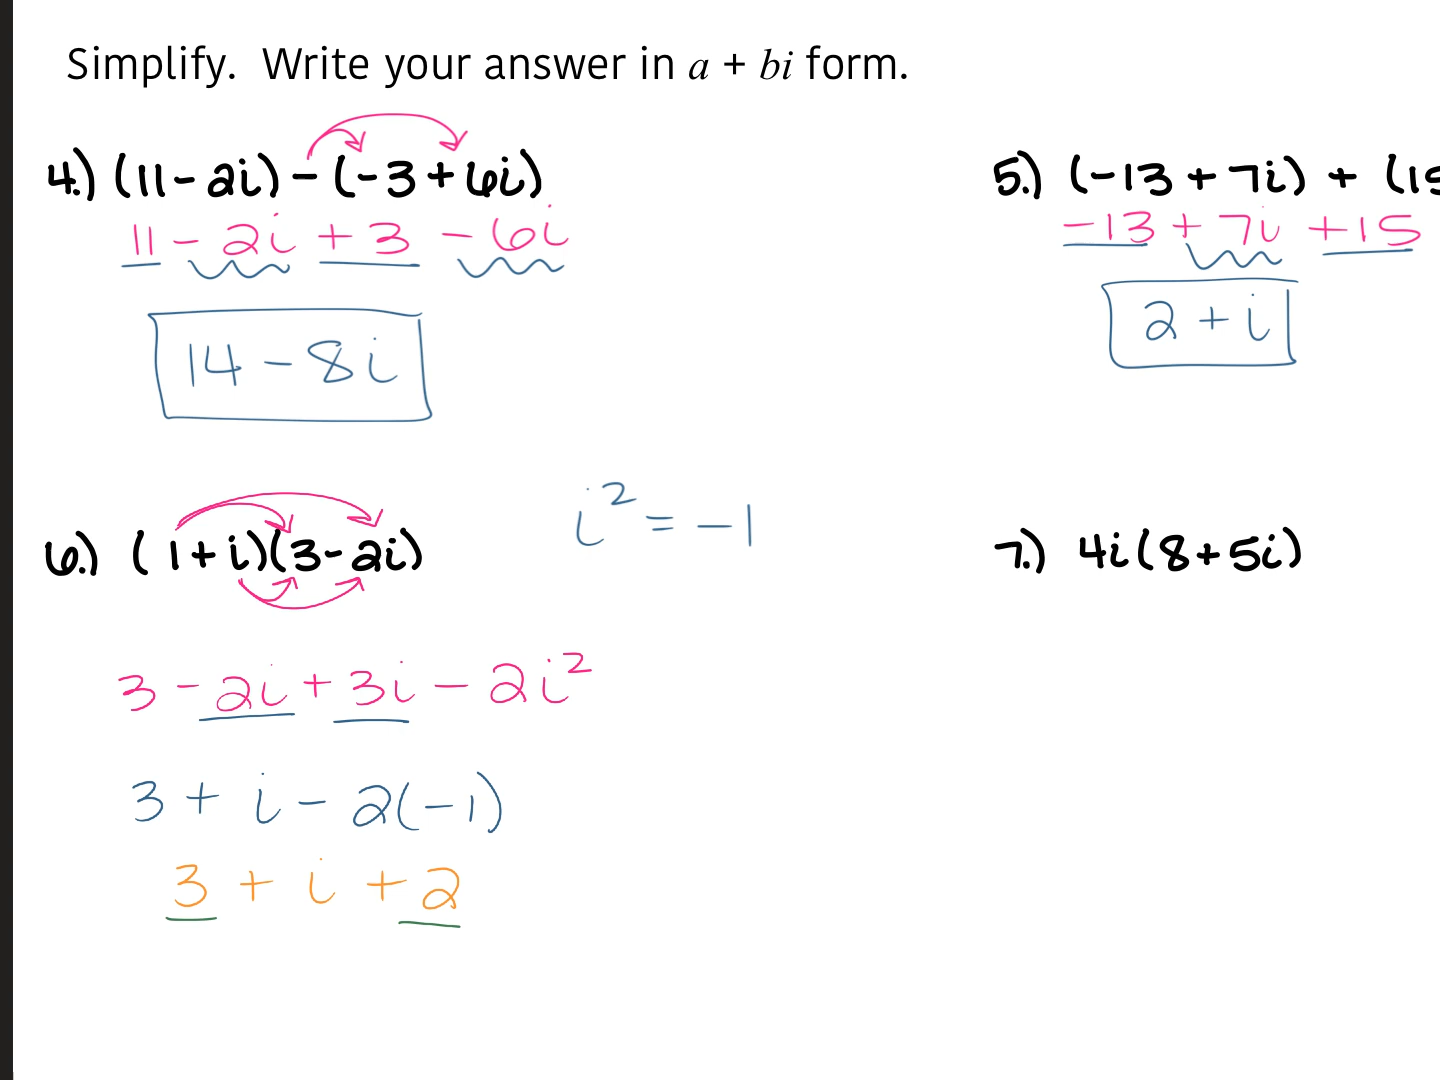 Simplify. Write your answer in a + bi form.
4.) (11 - 2i) - (-3 + 6i)
11 - 2i + 3 - 6i
14 - 8i
5.) (-13 + 7i) + (15
-13 + 7i + 15
2 + i
6.) (1 + i)(3 - 2i)
i² = -1
3 - 2i + 3i - 2i²
3 + i - 2(-1)
3 + i + 2
7.) 4i(8 + 5i)